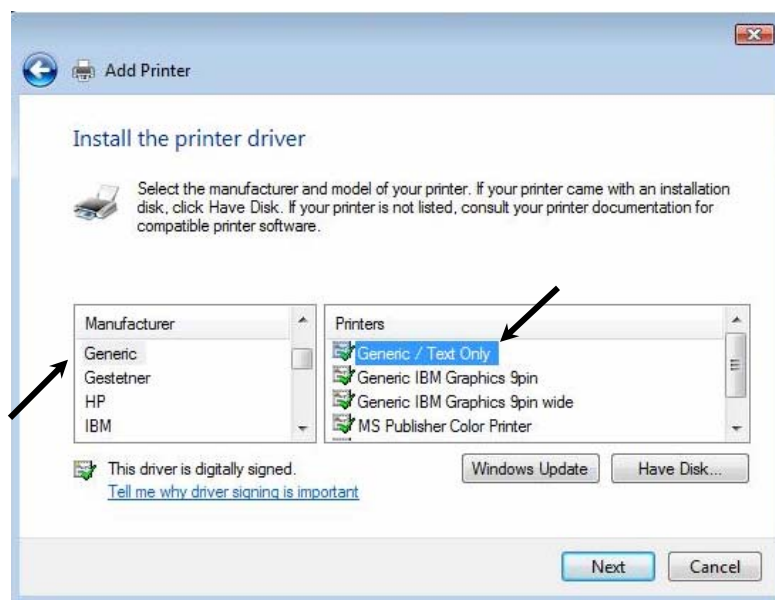 Add Printer
Install the printer driver
Select the manufacturer and model of your printer. If your printer came with an installation
disk, click Have Disk. If your printer is not listed, consult your printer documentation for
compatible printer software.
Manufacturer
Generic
Gestetner
HP
IBM
Printers
Generic / Text Only
Generic IBM Graphics 9pin
Generic IBM Graphics 9pin wide
MS Publisher Color Printer
This driver is digitally signed.
Tell me why driver signing is important
Windows Update
Have Disk...
Next
Cancel